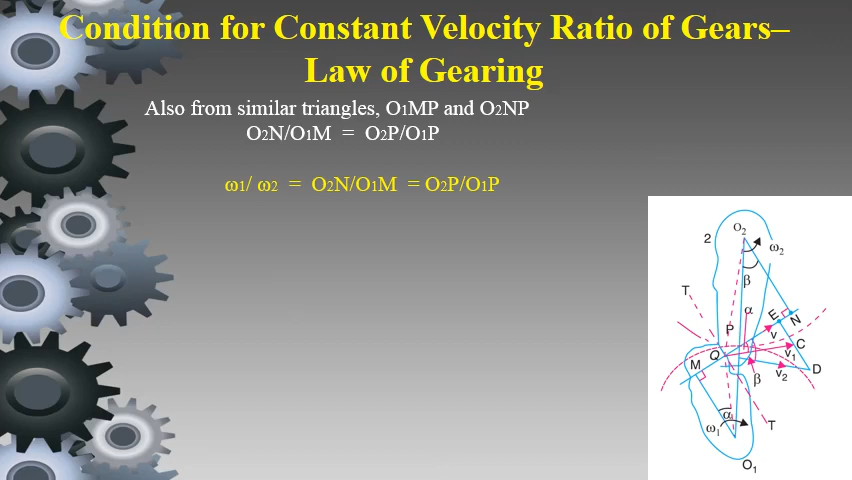 Condition for Constant Velocity Ratio of Gears–
Law of Gearing
Also from similar triangles, O1MP and O2NP
O2N/O1M = O2P/O1P
ω1/ ω2 = O2N/O1M = O2P/O1P
O2
2
ω2
β
T
α
E
N
P
v
C
Q
v1
M
D
v2
β
α
T
ω1
O1